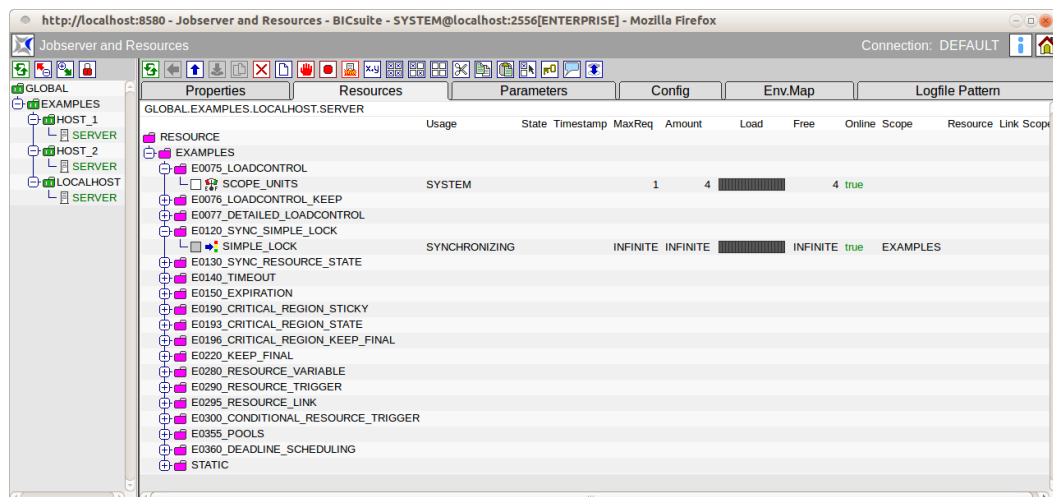 http://localhost:8580 - Jobserver and Resources - BICsuite - SYSTEM@localhost:2556[ENTERPRISE] - Mozilla Firefox
Jobserver and Resources Connection: DEFAULT
GLOBAL
EXAMPLES
HOST_1
SERVER
HOST_2
SERVER
LOCALHOST
SERVER
Properties Resources Parameters Config Env.Map Logfile Pattern
GLOBAL.EXAMPLES.LOCALHOST.SERVER
Usage State Timestamp MaxReq Amount Load Free Online Scope Resource Link Scope
RESOURCE
EXAMPLES
E0075_LOADCONTROL
SCOPE_UNITS SYSTEM 1 4 4 true
E0076_LOADCONTROL_KEEP
E0077_DETAILED_LOADCONTROL
E0120_SYNC_SIMPLE_LOCK
SIMPLE_LOCK SYNCHRONIZING INFINITE INFINITE INFINITE true EXAMPLES
E0130_SYNC_RESOURCE_STATE
E0140_TIMEOUT
E0150_EXPIRATION
E0190_CRITICAL_REGION_STICKY
E0193_CRITICAL_REGION_STATE
E0196_CRITICAL_REGION_KEEP_FINAL
E0220_KEEP_FINAL
E0280_RESOURCE_VARIABLE
E0290_RESOURCE_TRIGGER
E0295_RESOURCE_LINK
E0300_CONDITIONAL_RESOURCE_TRIGGER
E0355_POOLS
E0360_DEADLINE_SCHEDULING
STATIC